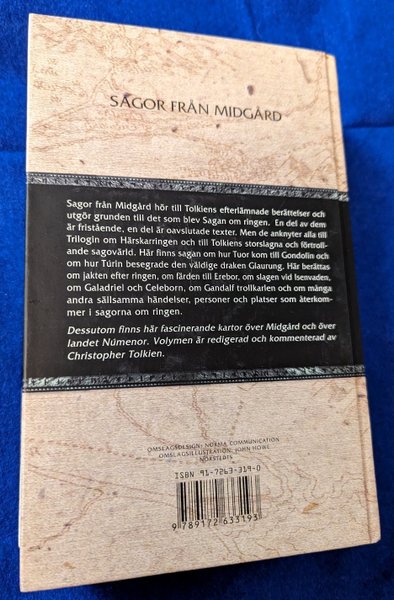 SAGOR FRÅN MIDGÅRD
Sagor från Midgård hör till Tolkiens efterlämnade berättelser och
utgör grunden till det som blev Sagan om ringen. En del av dem
är fristående, en del är oavslutade texter. Men de anknyter alla till
Trilogin om Härskarringen och till Tolkiens storslagna och förtroll-
ande sagovärld. Här finns sagan om hur Tuor kom till Gondolin och
om hur Túrin besegrade den väldige draken Glaurung. Här berättas
om jakten efter ringen, om färden till Erebor, om slagen vid Isenvaden,
om Galadriel och Celeborn, om Gandalf trollkarlen och om många
andra sällsamma händelser, personer och platser som återkom-
mer i sagorna om ringen.
Dessutom finns här fascinerande kartor över Midgård och över
landet Númenor. Volymen är redigerad och kommenterad av
Christopher Tolkien.
OMSLAGSDESIGN: NORMA COMMUNICATION
OMSLAGSILLUSTRATION: JOHN HOWE
NORSTEDTS
ISBN 91-7263-319-0
9 789172 633193